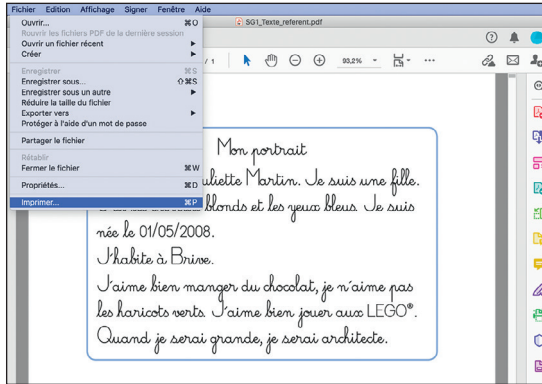 Fichier Edition Affichage Signer Fenêtre Aide
SG1_Texte_referent.pdf
Ouvrir... ⌘O
Rouvrir les fichiers PDF de la dernière session
Ouvrir un fichier récent
Créer
/ 1 93,2%
Enregistrer ⌘S
Enregistrer sous... ⇧⌘S
Enregistrer sous un autre
Réduire la taille du fichier
Exporter vers
Protéger à l'aide d'un mot de passe
Partager le fichier
Rétablir
Fermer le fichier ⌘W
Propriétés... ⌘D
Imprimer... ⌘P
Mon portrait
uliette Martin. Je suis une fille.
blonds et les yeux bleus. Je suis
née le 01/05/2008.
J'habite à Brive.
J'aime bien manger du chocolat, je n'aime pas
les haricots verts. J'aime bien jouer aux LEGO®.
Quand je serai grande, je serai architecte.